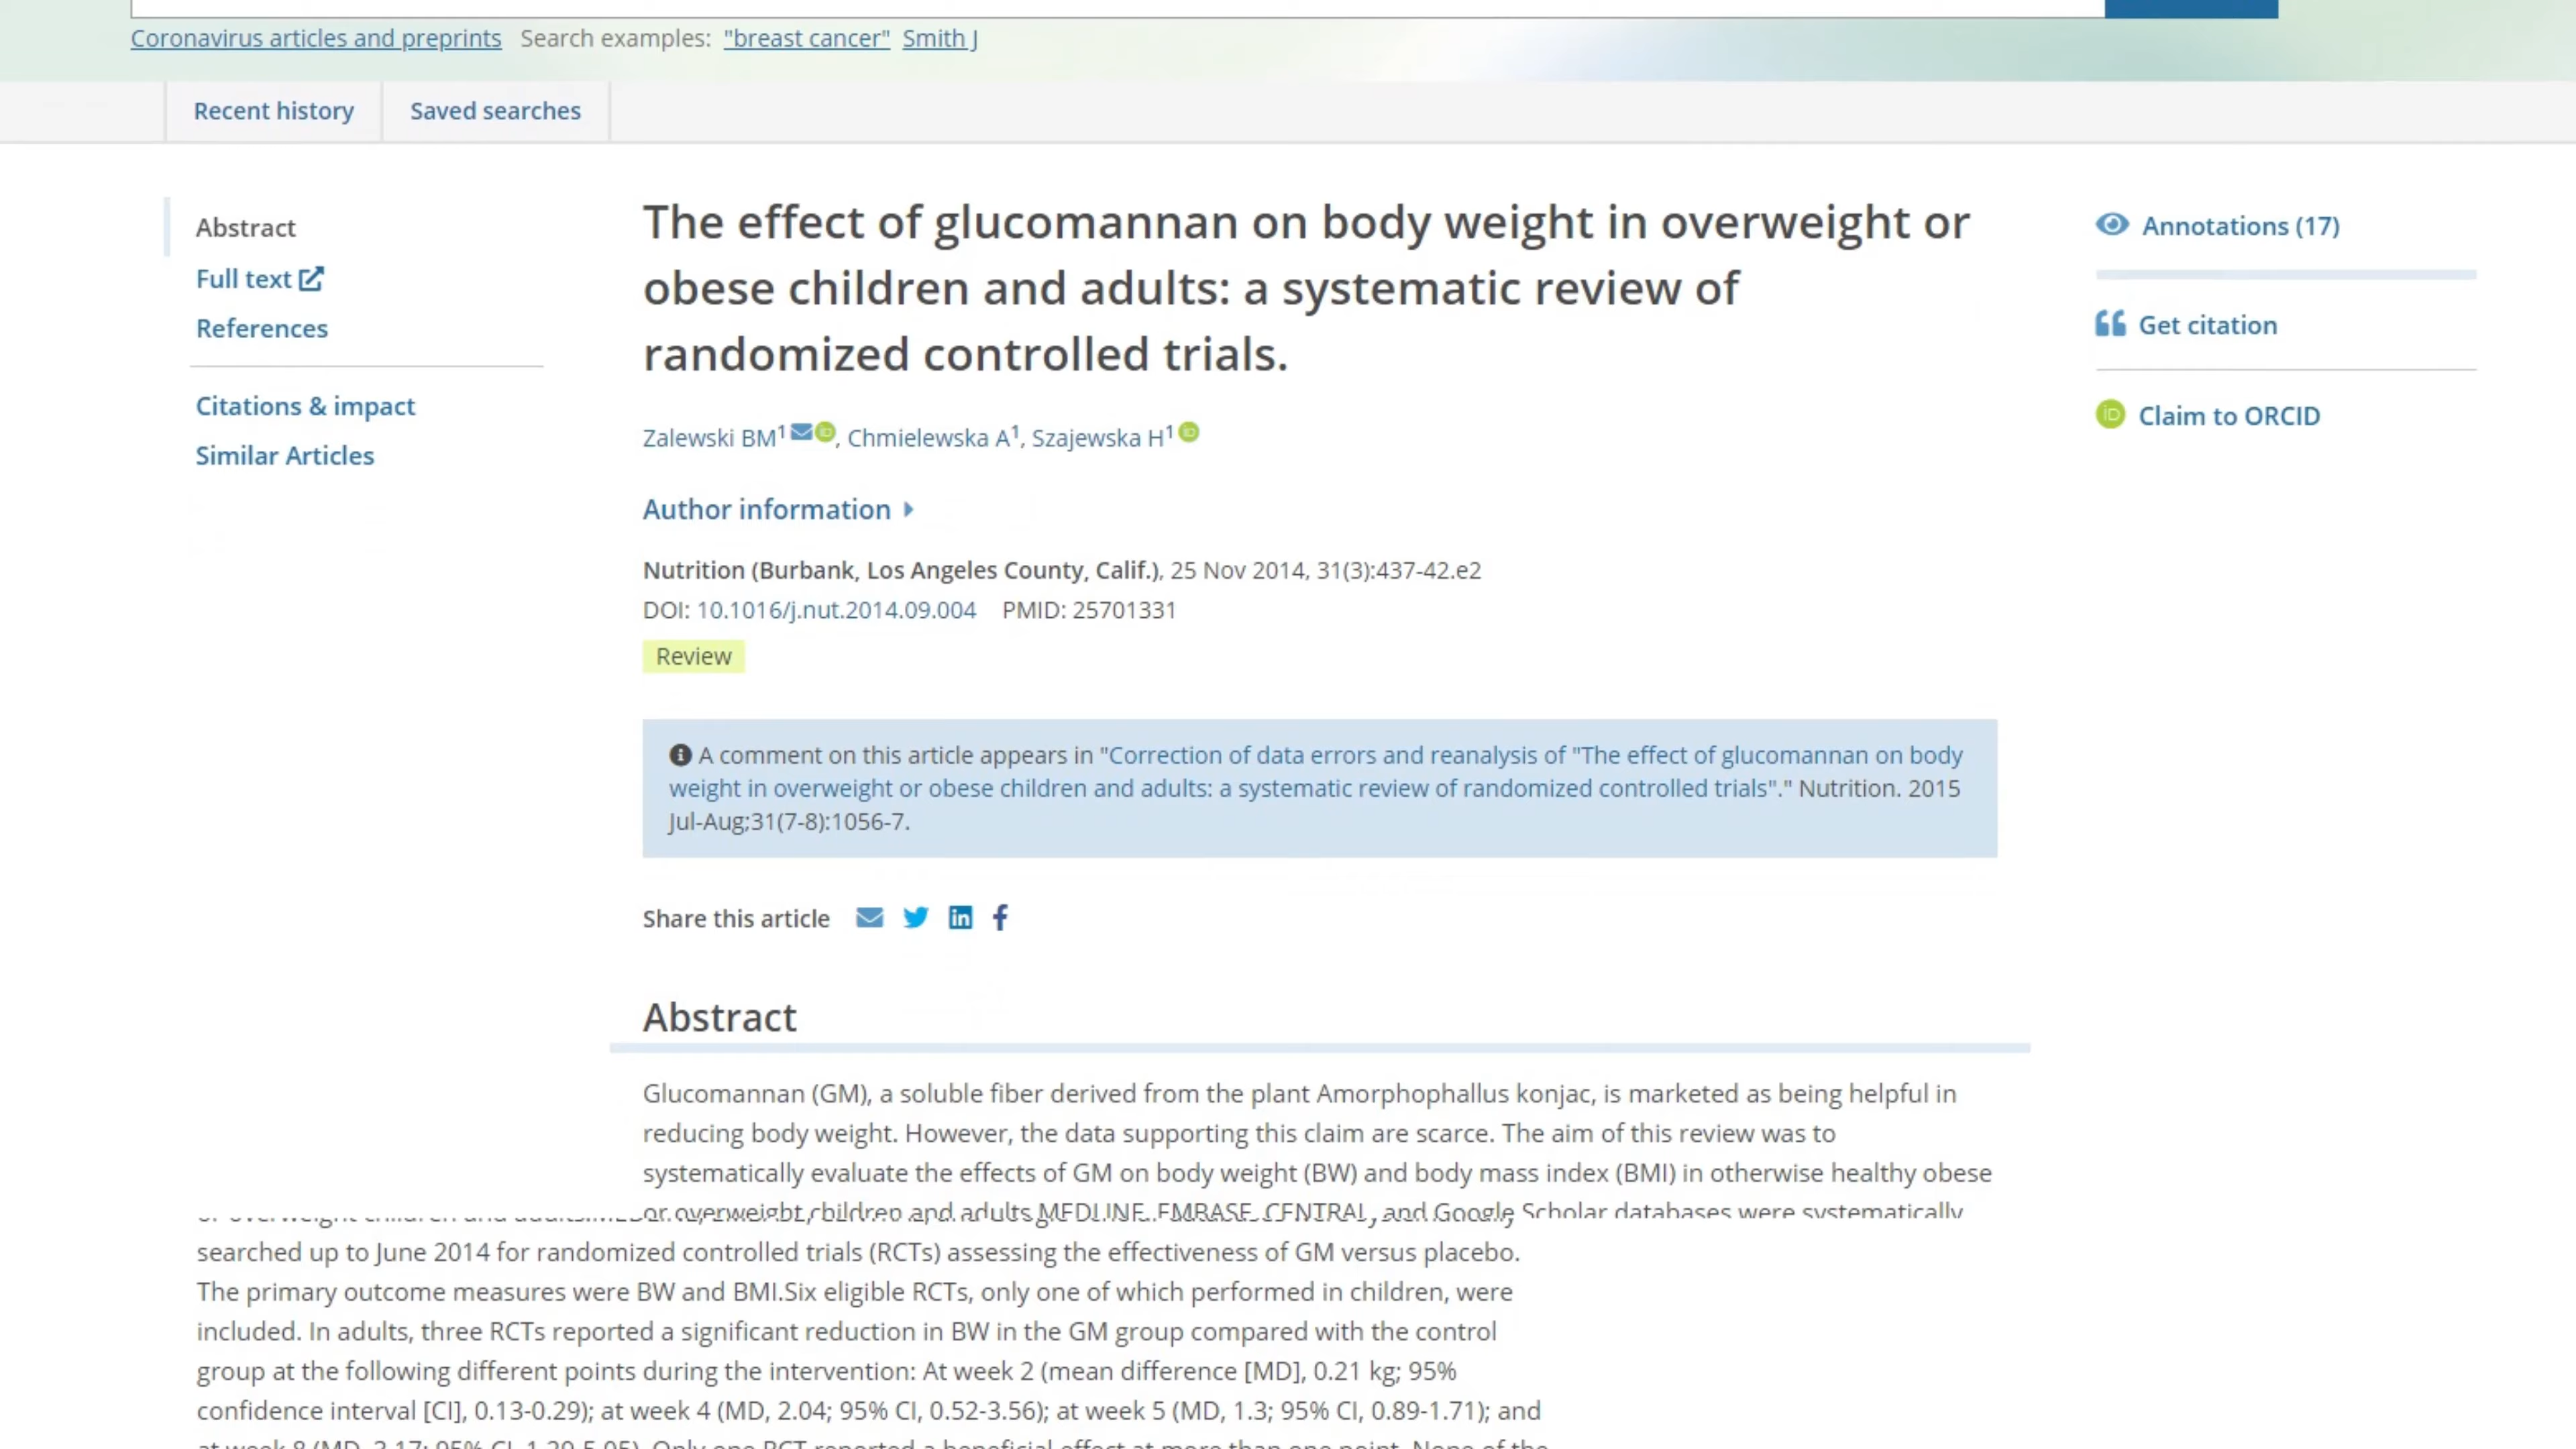 Coronavirus articles and preprints Search examples: "breast cancer" Smith J
Recent history Saved searches
Abstract
Full text
References
Citations & impact
Similar Articles
The effect of glucomannan on body weight in overweight or
obese children and adults: a systematic review of
randomized controlled trials.
Zalewski BM1, Chmielewska A1, Szajewska H1
Author information
Nutrition (Burbank, Los Angeles County, Calif.), 25 Nov 2014, 31(3):437-42.e2
DOI: 10.1016/j.nut.2014.09.004 PMID: 25701331
Review
A comment on this article appears in "Correction of data errors and reanalysis of "The effect of glucomannan on body
weight in overweight or obese children and adults: a systematic review of randomized controlled trials"." Nutrition. 2015
Jul-Aug;31(7-8):1056-7.
Share this article
Annotations (17)
Get citation
Claim to ORCID
Abstract
Glucomannan (GM), a soluble fiber derived from the plant Amorphophallus konjac, is marketed as being helpful in
reducing body weight. However, the data supporting this claim are scarce. The aim of this review was to
systematically evaluate the effects of GM on body weight (BW) and body mass index (BMI) in otherwise healthy obese
or overweight children and adults.MEDLINE, EMBASE, CENTRAL, and Google Scholar databases were systematically
searched up to June 2014 for randomized controlled trials (RCTs) assessing the effectiveness of GM versus placebo.
The primary outcome measures were BW and BMI.Six eligible RCTs, only one of which performed in children, were
included. In adults, three RCTs reported a significant reduction in BW in the GM group compared with the control
group at the following different points during the intervention: At week 2 (mean difference [MD], 0.21 kg; 95%
confidence interval [CI], 0.13-0.29); at week 4 (MD, 2.04; 95% CI, 0.52-3.56); at week 5 (MD, 1.3; 95% CI, 0.89-1.71); and
at week 8 (MD, 3.17; 95% CI, 1.29-5.05). Only one RCT reported a beneficial effect at more than one point. None of the